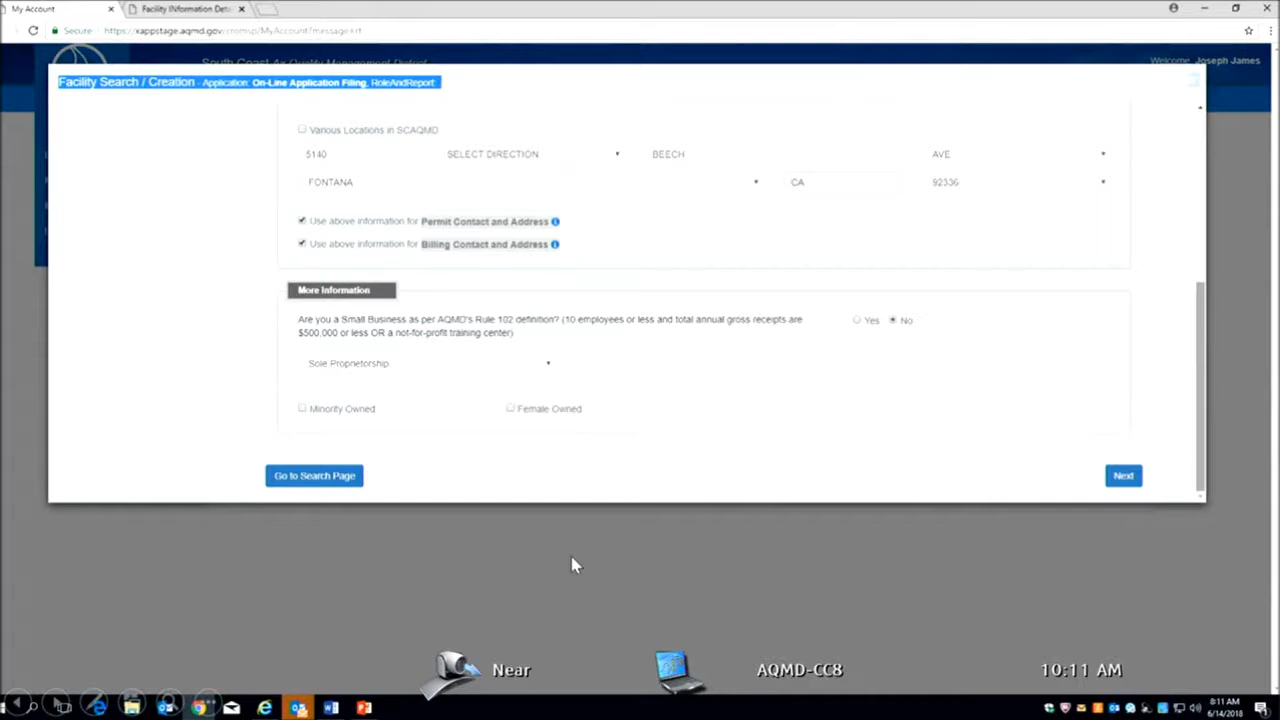 My Account
Facility INformation Det
Secure https://xappstage.aqmd.gov
South Coast Air Quality Management District
Welcome, Joseph James
Facility Search / Creation - Application: On-Line Application Filing, RoleAndReport
Various Locations in SCAQMD
5140 SELECT DIRECTION BEECH AVE
FONTANA CA 92336
Use above information for Permit Contact and Address
Use above information for Billing Contact and Address
More Information
Are you a Small Business as per AQMD's Rule 102 definition? (10 employees or less and total annual gross receipts are Yes No
$500,000 or less OR a not-for-profit training center)
Sole Proprietorship
Minority Owned Female Owned
Go to Search Page Next
Near AQMD-CC8 10:11 AM
8:11 AM
6/14/2018